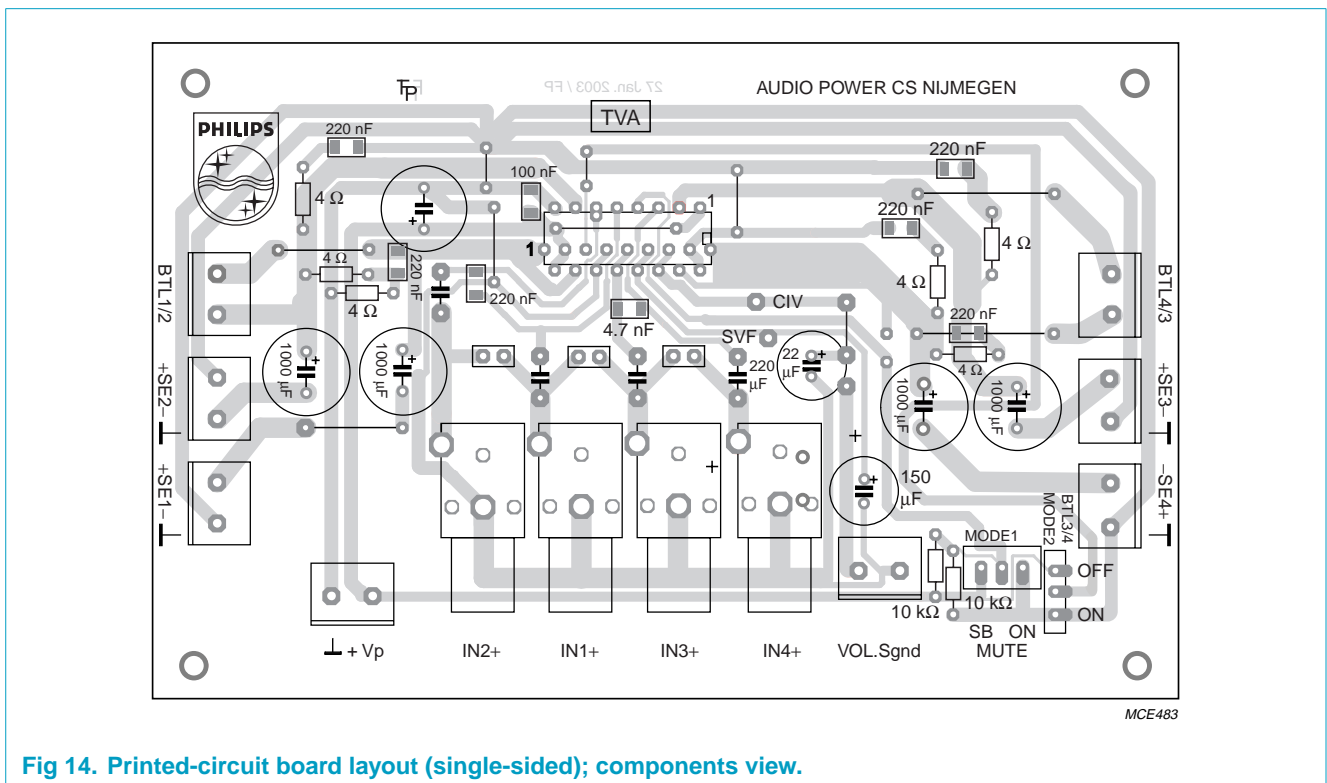 TP
27 Jan. 2003 / FP
AUDIO POWER CS NIJMEGEN
TVA
PHILIPS
220 nF
220 nF
100 nF
4 Ω
1
220 nF
4 Ω
1
BTL1/2
4 Ω
220 nF
4 Ω
220 nF
4.7 nF
CIV
SVF
4 Ω
220 nF
BTL4/3
+SE2−
1000 µF
+
1000 µF
+
220
µF
22
µF
+
4 Ω
1000 µF
+
1000 µF
+
+SE3−
+SE1−
+
+
150
µF
+
−SE4+
BTL3/4
MODE2
MODE1
OFF
ON
10 kΩ
10 kΩ
SB ON
MUTE
+ Vp
IN2+
IN1+
IN3+
IN4+
VOL.Sgnd
MCE483
Fig 14. Printed-circuit board layout (single-sided); components view.